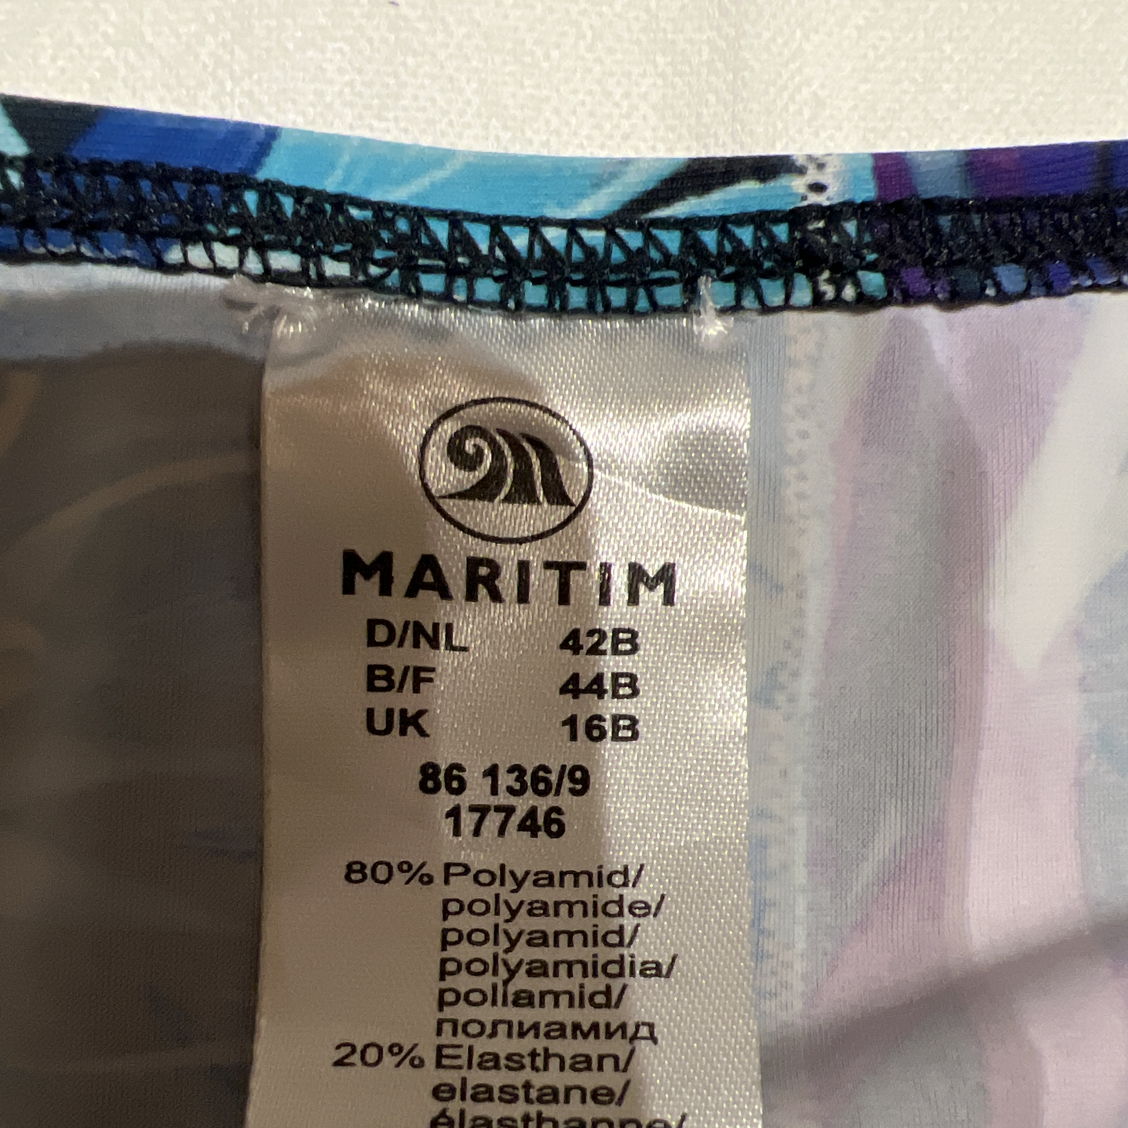 MARITIM
D/NL 42B
B/F 44B
UK 16B
86 136/9
17746
80% Polyamid/
polyamide/
polyamid/
polyamidia/
poliamid/
полиамид
20% Elasthan/
elastane/
élasthanne/